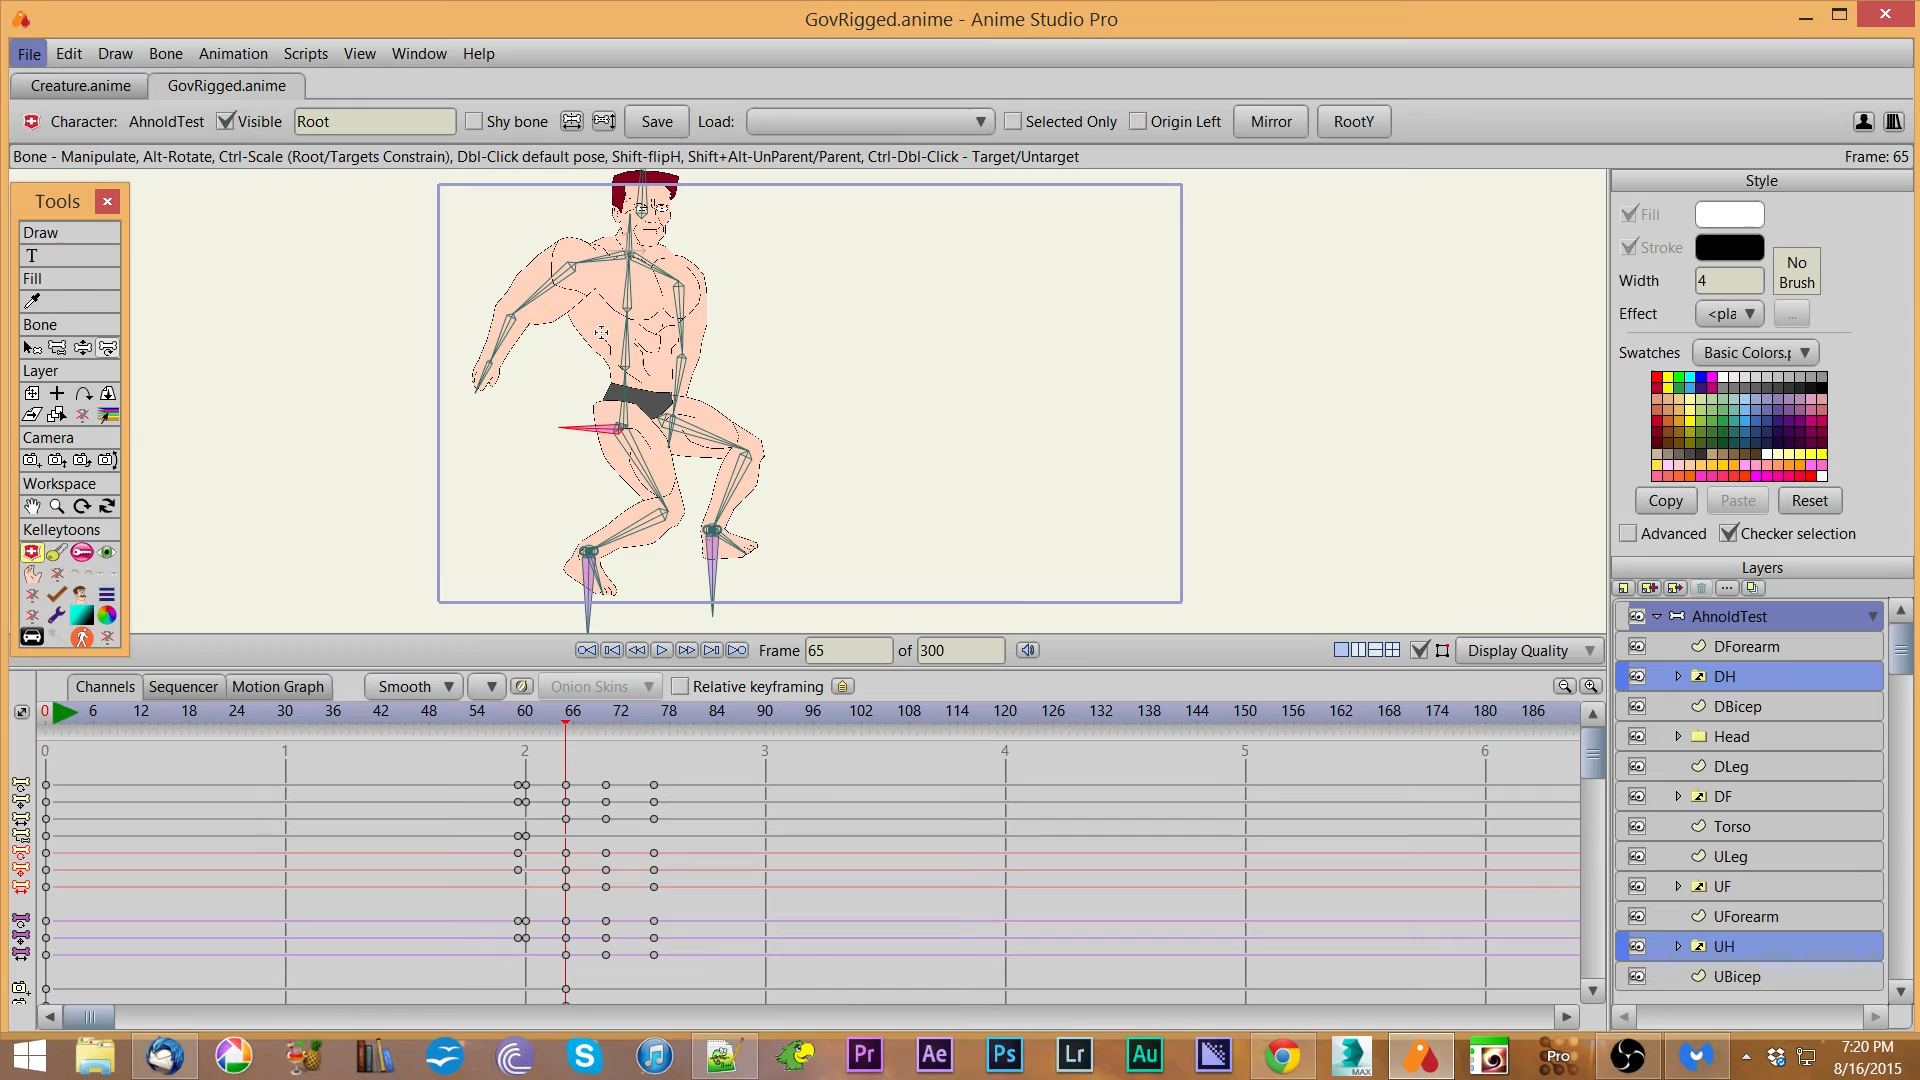 GovRigged.anime - Anime Studio Pro
File Edit Draw Bone Animation Scripts View Window Help
Creature.anime GovRigged.anime
Character: AhnoldTest Visible Root Shy bone Save Load: Selected Only Origin Left Mirror RootY
Bone - Manipulate, Alt-Rotate, Ctrl-Scale (Root/Targets Constrain), Dbl-Click default pose, Shift-flipH, Shift+Alt-UnParent/Parent, Ctrl-Dbl-Click - Target/Untarget Frame: 65
Tools
Draw
T
Fill
Bone
Layer
Camera
Workspace
Kelleytoons
Style
Fill
Stroke
No
Brush
Width 4
Effect <pla ...
Swatches Basic Colors.p
Copy Paste Reset
Advanced Checker selection
Layers
AhnoldTest
DForearm
DH
DBicep
Head
DLeg
DF
Torso
ULeg
UF
UForearm
UH
UBicep
Frame 65 of 300 Display Quality
Channels Sequencer Motion Graph Smooth Onion Skins Relative keyframing
0 6 12 18 24 30 36 42 48 54 60 66 72 78 84 90 96 102 108 114 120 126 132 138 144 150 156 162 168 174 180 186
0 1 2 3 4 5 6
S Pr Ae Ps Lr Au MAX Pro
7:20 PM
8/16/2015